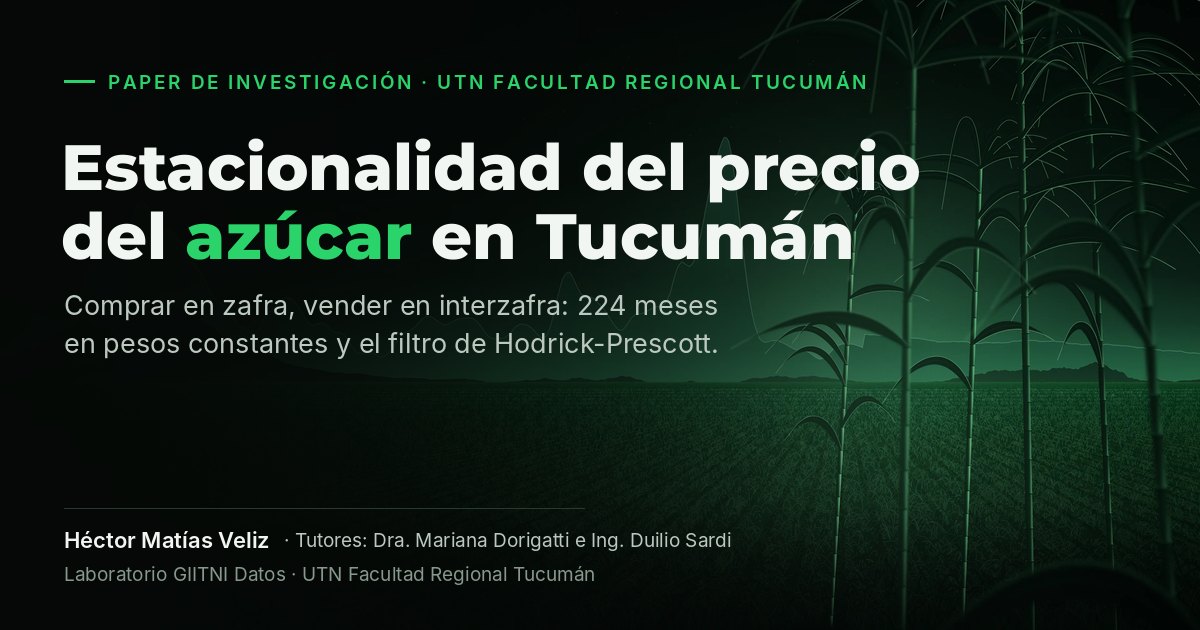 PAPER DE INVESTIGACIÓN · UTN FACULTAD REGIONAL TUCUMÁN
Estacionalidad del precio
del azúcar en Tucumán
Comprar en zafra, vender en interzafra: 224 meses
en pesos constantes y el filtro de Hodrick-Prescott.
Héctor Matías Veliz · Tutores: Dra. Mariana Dorigatti e Ing. Duilio Sardi
Laboratorio GIITNI Datos · UTN Facultad Regional Tucumán